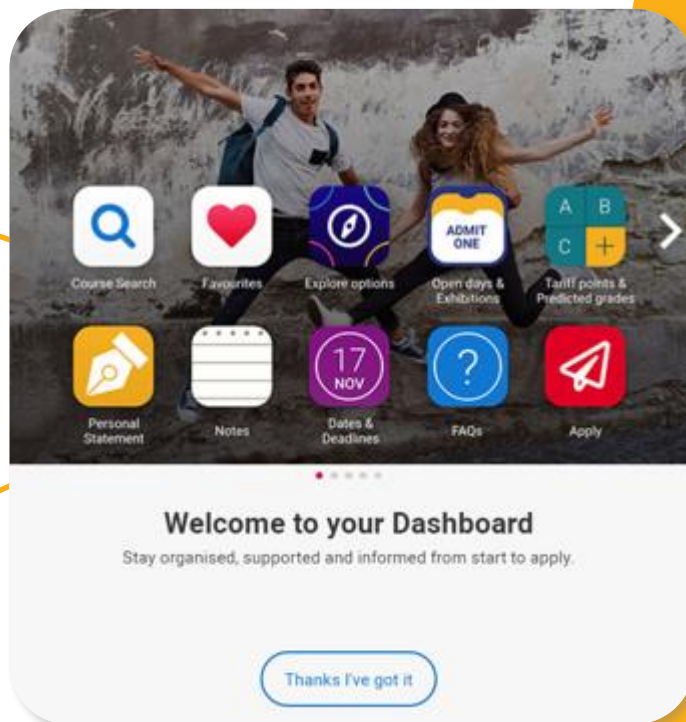 A B
ADMIT
ONE
C +
Course Search
Favourites
Explore options
Open days &
Exhibitions
Tariff points &
Predicted grades
17
NOV
?
Personal
Statement
Notes
Dates &
Deadlines
FAQs
Apply
Welcome to your Dashboard
Stay organised, supported and informed from start to apply.
Thanks I've got it